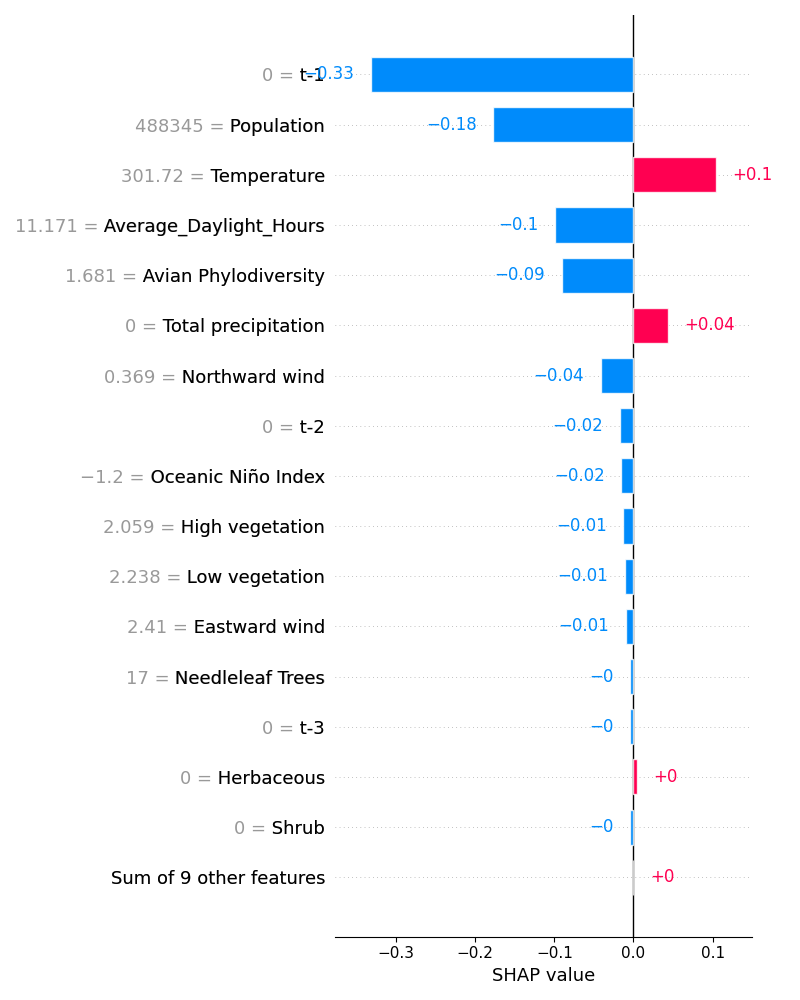 0 = t-1 −0.33
488345 = Population −0.18
301.72 = Temperature +0.1
11.171 = Average_Daylight_Hours −0.1
1.681 = Avian Phylodiversity −0.09
0 = Total precipitation +0.04
0.369 = Northward wind −0.04
0 = t-2 −0.02
−1.2 = Oceanic Niño Index −0.02
2.059 = High vegetation −0.01
2.238 = Low vegetation −0.01
2.41 = Eastward wind −0.01
17 = Needleleaf Trees −0
0 = t-3 −0
0 = Herbaceous +0
0 = Shrub −0
Sum of 9 other features +0
−0.3 −0.2 −0.1 0.0 0.1
SHAP value